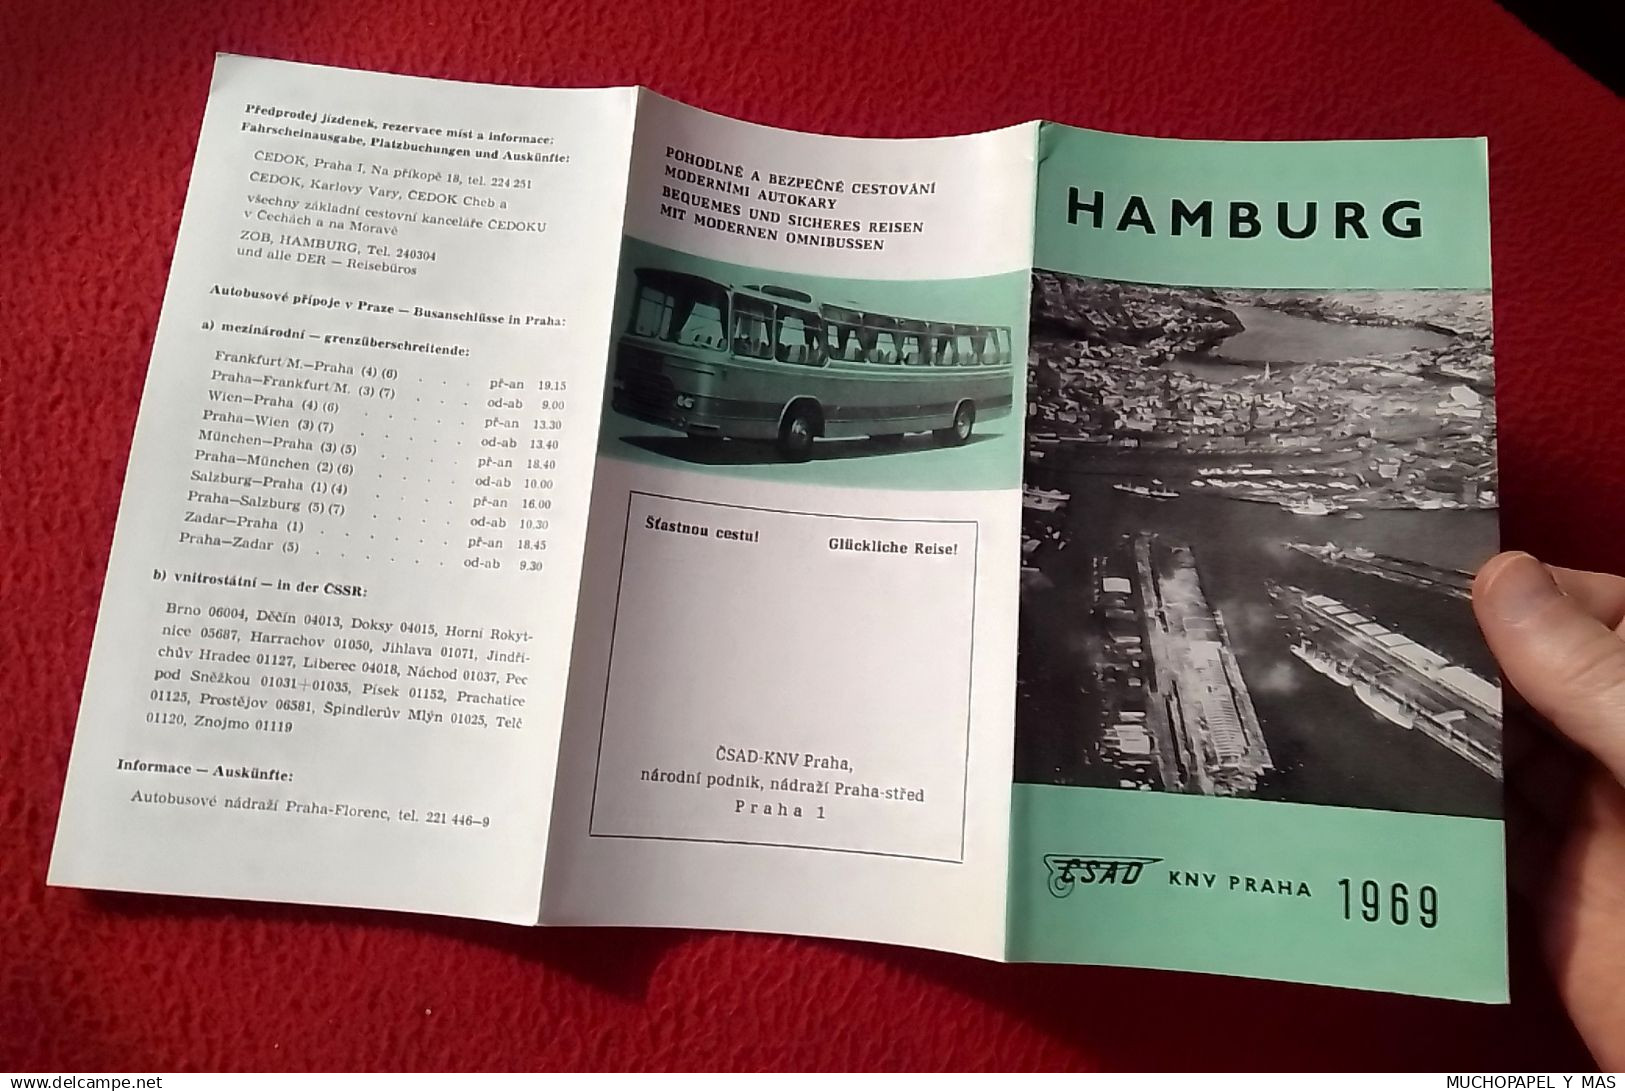 Předprodej jízdenek, rezervace míst a informace:
Fahrscheinausgabe, Platzbuchungen und Auskünfte:
ČEDOK, Praha I, Na příkopě 18, tel. 224 251
ČEDOK, Karlovy Vary, ČEDOK Cheb a
všechny základní cestovní kanceláře ČEDOKU
v Čechách a na Moravě
ZOB, HAMBURG, Tel. 240304
und alle DER — Reisebüros
Autobusové přípoje v Praze — Busanschlüsse in Praha:
a) mezinárodní — grenzüberschreitende:
Frankfurt/M.—Praha (4) (6) . . . př-an 19.15
Praha—Frankfurt/M. (3) (7) . . . od-ab 9.00
Wien—Praha (4) (6) . . . . . př-an 13.30
Praha—Wien (3) (7) . . . . . od-ab 13.40
München—Praha (3) (5) . . . . př-an 18.40
Praha—München (2) (6) . . . . od-ab 10.00
Salzburg—Praha (1) (4) . . . . př-an 16.00
Praha—Salzburg (5) (7) . . . . od-ab 10.30
Zadar—Praha (1) . . . . . . př-an 18.45
Praha—Zadar (5) . . . . . . od-ab 9.30
b) vnitrostátní — in der ČSSR:
Brno 06004, Děčín 04013, Doksy 04015, Horní Rokyt-
nice 05687, Harrachov 01050, Jihlava 01071, Jindři-
chův Hradec 01127, Liberec 04018, Náchod 01037, Pec
pod Sněžkou 01031+01035, Písek 01152, Prachatice
01125, Prostějov 06581, Špindlerův Mlýn 01025, Telč
01120, Znojmo 01119
Informace — Auskünfte:
Autobusové nádraží Praha-Florenc, tel. 221 446—9
POHODLNÉ A BEZPEČNÉ CESTOVÁNÍ
MODERNÍMI AUTOKARY
BEQUEMES UND SICHERES REISEN
MIT MODERNEN OMNIBUSSEN
Šťastnou cestu! Glückliche Reise!
ČSAD-KNV Praha,
národní podnik, nádraží Praha-střed
Praha 1
HAMBURG
ČSAD KNV PRAHA 1969
www.delcampe.net
MUCHOPAPEL Y MAS